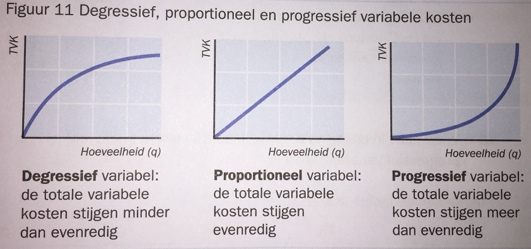 Figuur 11 Degressief, proportioneel en progressief variabele kosten
TVK
Hoeveelheid (q)
Degressief variabel:
de totale variabele
kosten stijgen minder
dan evenredig
TVK
Hoeveelheid (q)
Proportioneel variabel:
de totale variabele
kosten stijgen
evenredig
TVK
Hoeveelheid (q)
Progressief variabel:
de totale variabele
kosten stijgen meer
dan evenredig